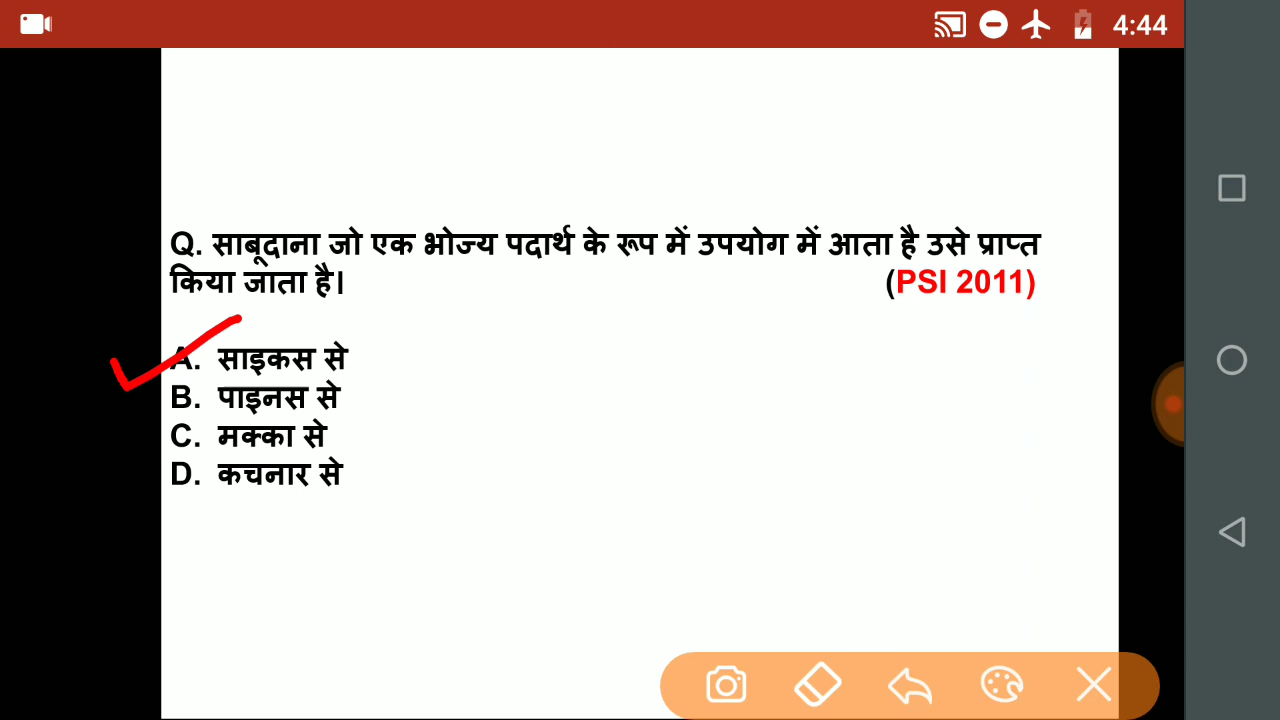 4:44
Q. साबूदाना जो एक भोज्य पदार्थ के रूप में उपयोग में आता है उसे प्राप्त
किया जाता है। (PSI 2011)
A. साइकस से
B. पाइनस से
C. मक्का से
D. कचनार से